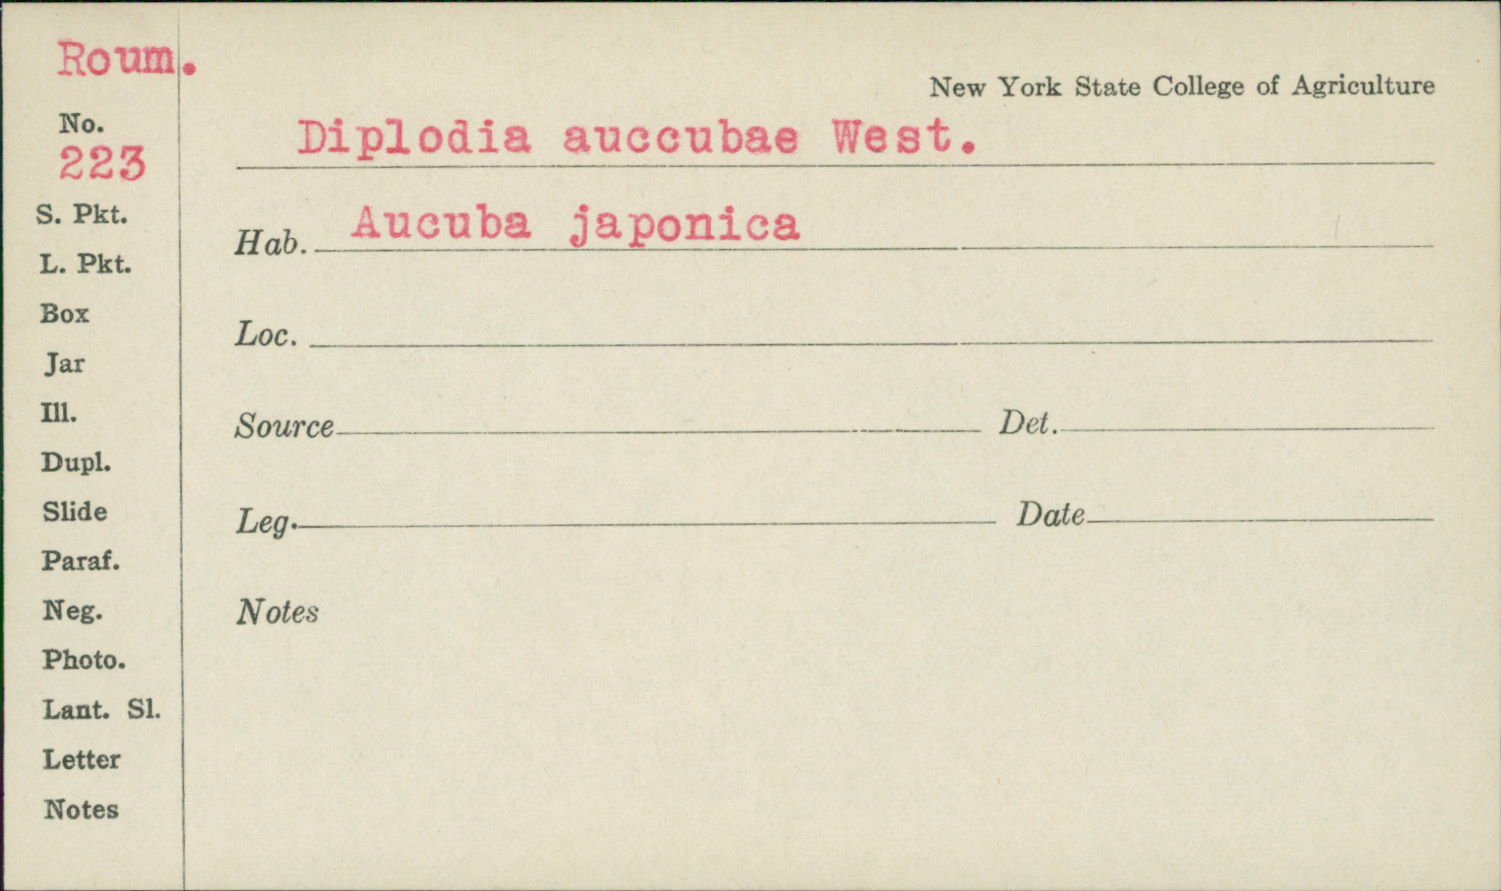 Roum.
New York State College of Agriculture
No.
223
Diplodia auccubae West.
S. Pkt.
Hab. Aucuba japonica
L. Pkt.
Box
Loc.
Jar
Ill.
Source Det.
Dupl.
Slide
Leg. Date
Paraf.
Neg.
Notes
Photo.
Lant. Sl.
Letter
Notes